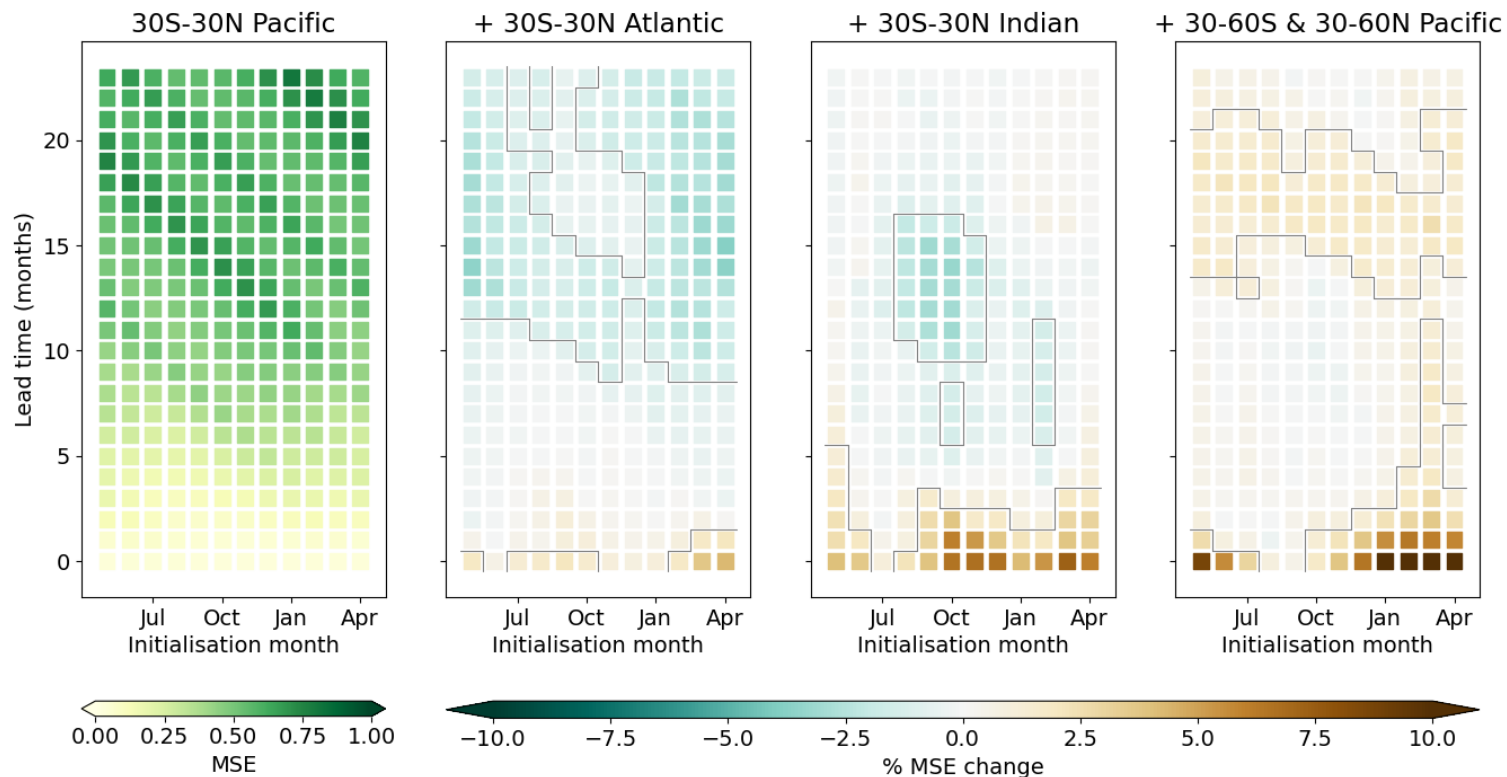 30S-30N Pacific
+ 30S-30N Atlantic
+ 30S-30N Indian
+ 30-60S & 30-60N Pacific
Lead time (months)
20
15
10
5
0
Jul Oct Jan Apr
Jul Oct Jan Apr
Jul Oct Jan Apr
Jul Oct Jan Apr
Initialisation month
Initialisation month
Initialisation month
Initialisation month
0.00 0.25 0.50 0.75 1.00
MSE
−10.0 −7.5 −5.0 −2.5 0.0 2.5 5.0 7.5 10.0
% MSE change